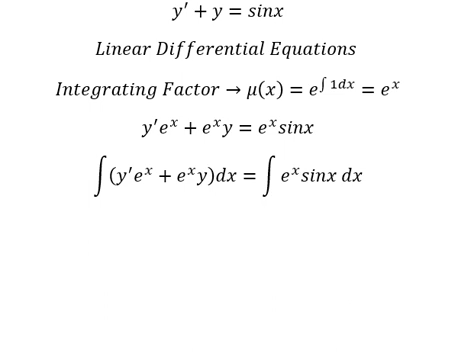 y′ + y = sinx
Linear Differential Equations
Integrating Factor → μ(x) = e^∫ 1dx = e^x
y′e^x + e^x y = e^x sinx
∫(y′e^x + e^x y)dx = ∫ e^x sinx dx